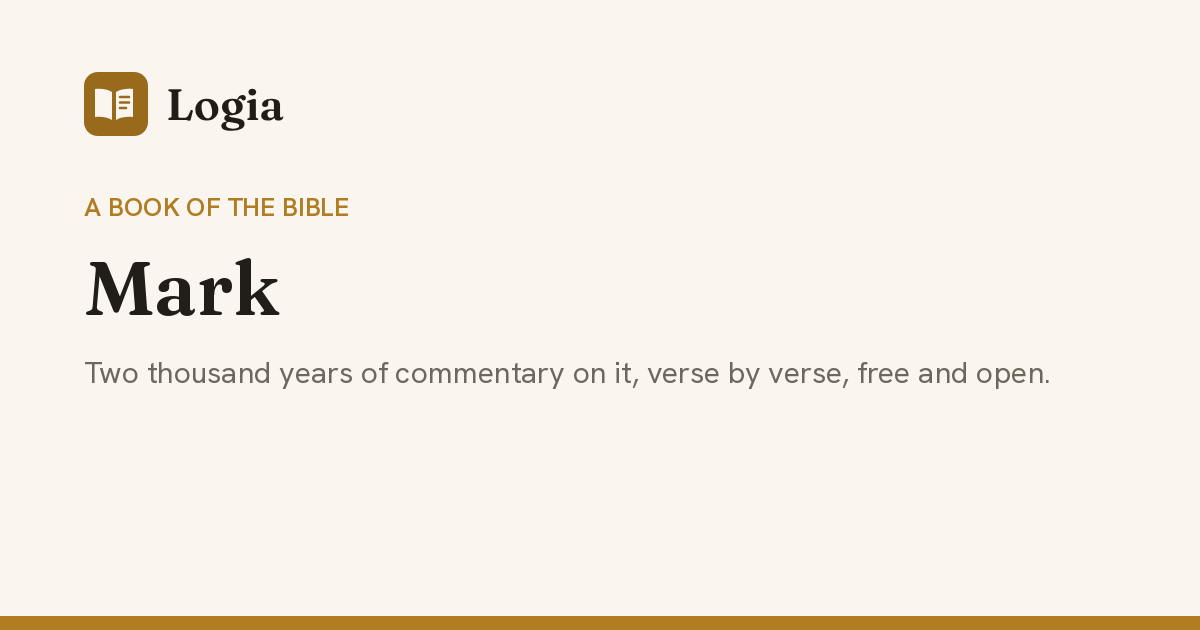 Logia
A BOOK OF THE BIBLE
Mark
Two thousand years of commentary on it, verse by verse, free and open.